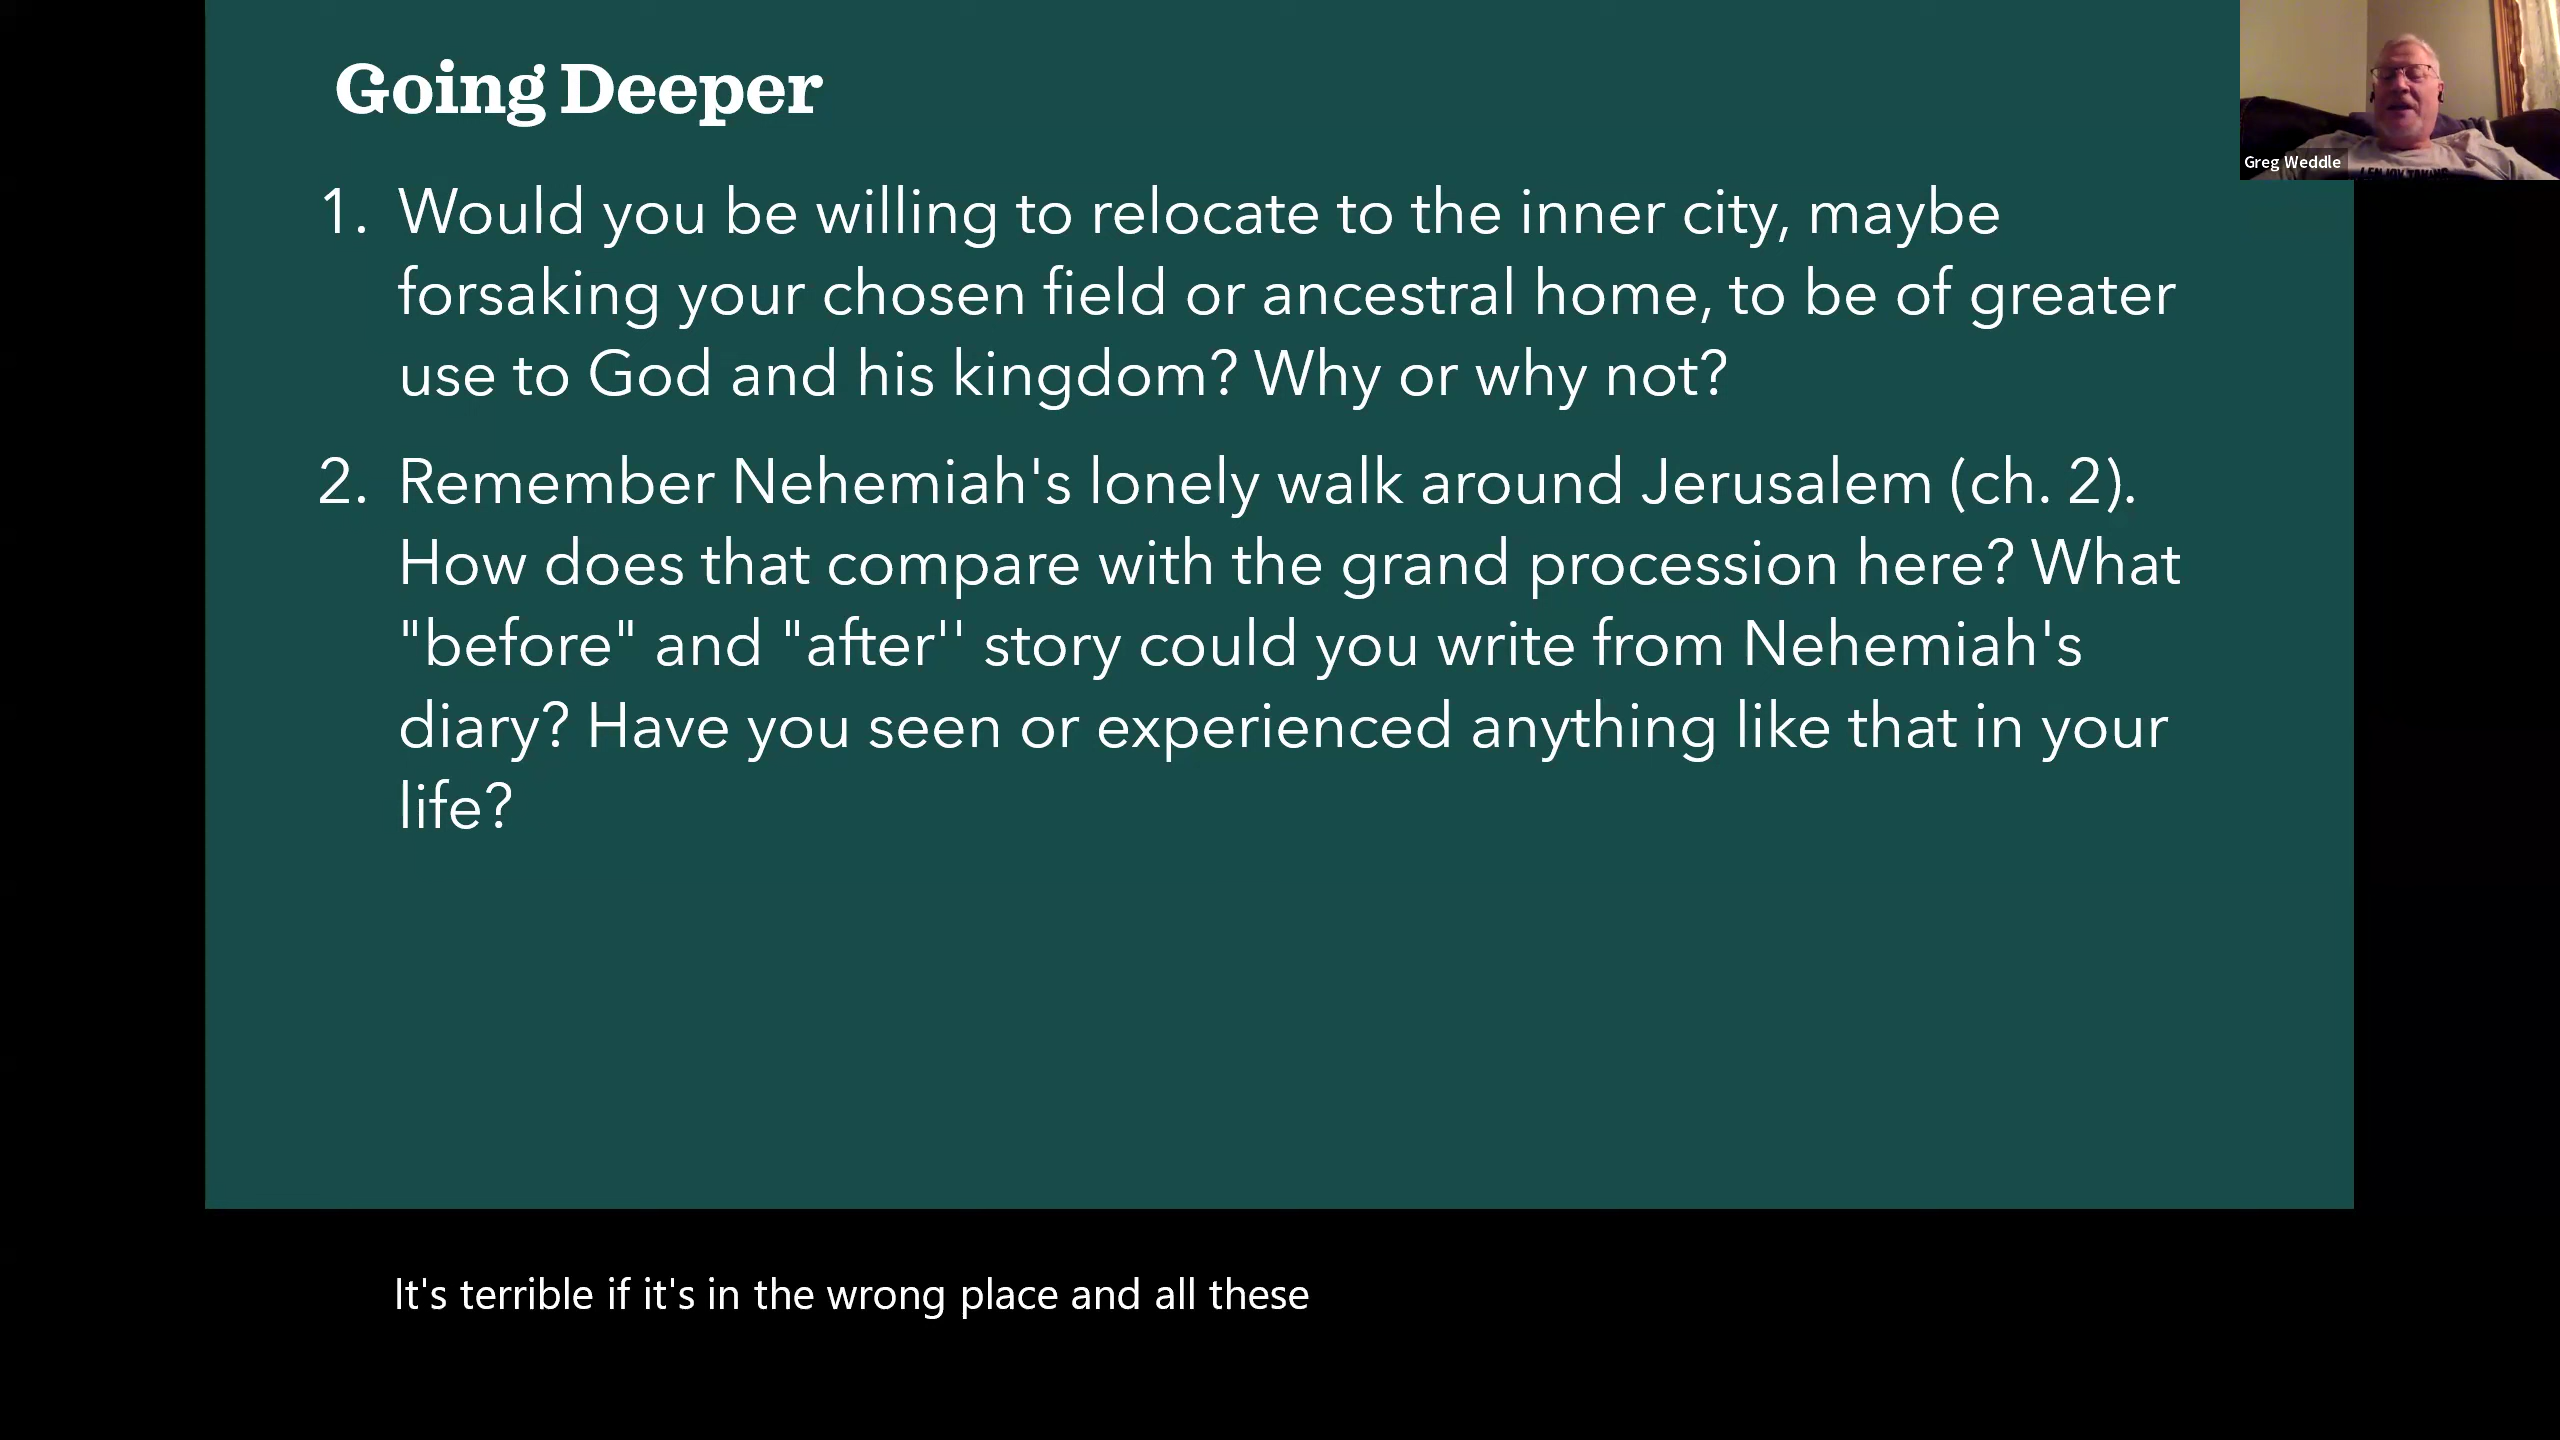 Going Deeper
Greg Weddle
1. Would you be willing to relocate to the inner city, maybe
forsaking your chosen field or ancestral home, to be of greater
use to God and his kingdom? Why or why not?
2. Remember Nehemiah's lonely walk around Jerusalem (ch. 2).
How does that compare with the grand procession here? What
"before" and "after'' story could you write from Nehemiah's
diary? Have you seen or experienced anything like that in your
life?
It's terrible if it's in the wrong place and all these